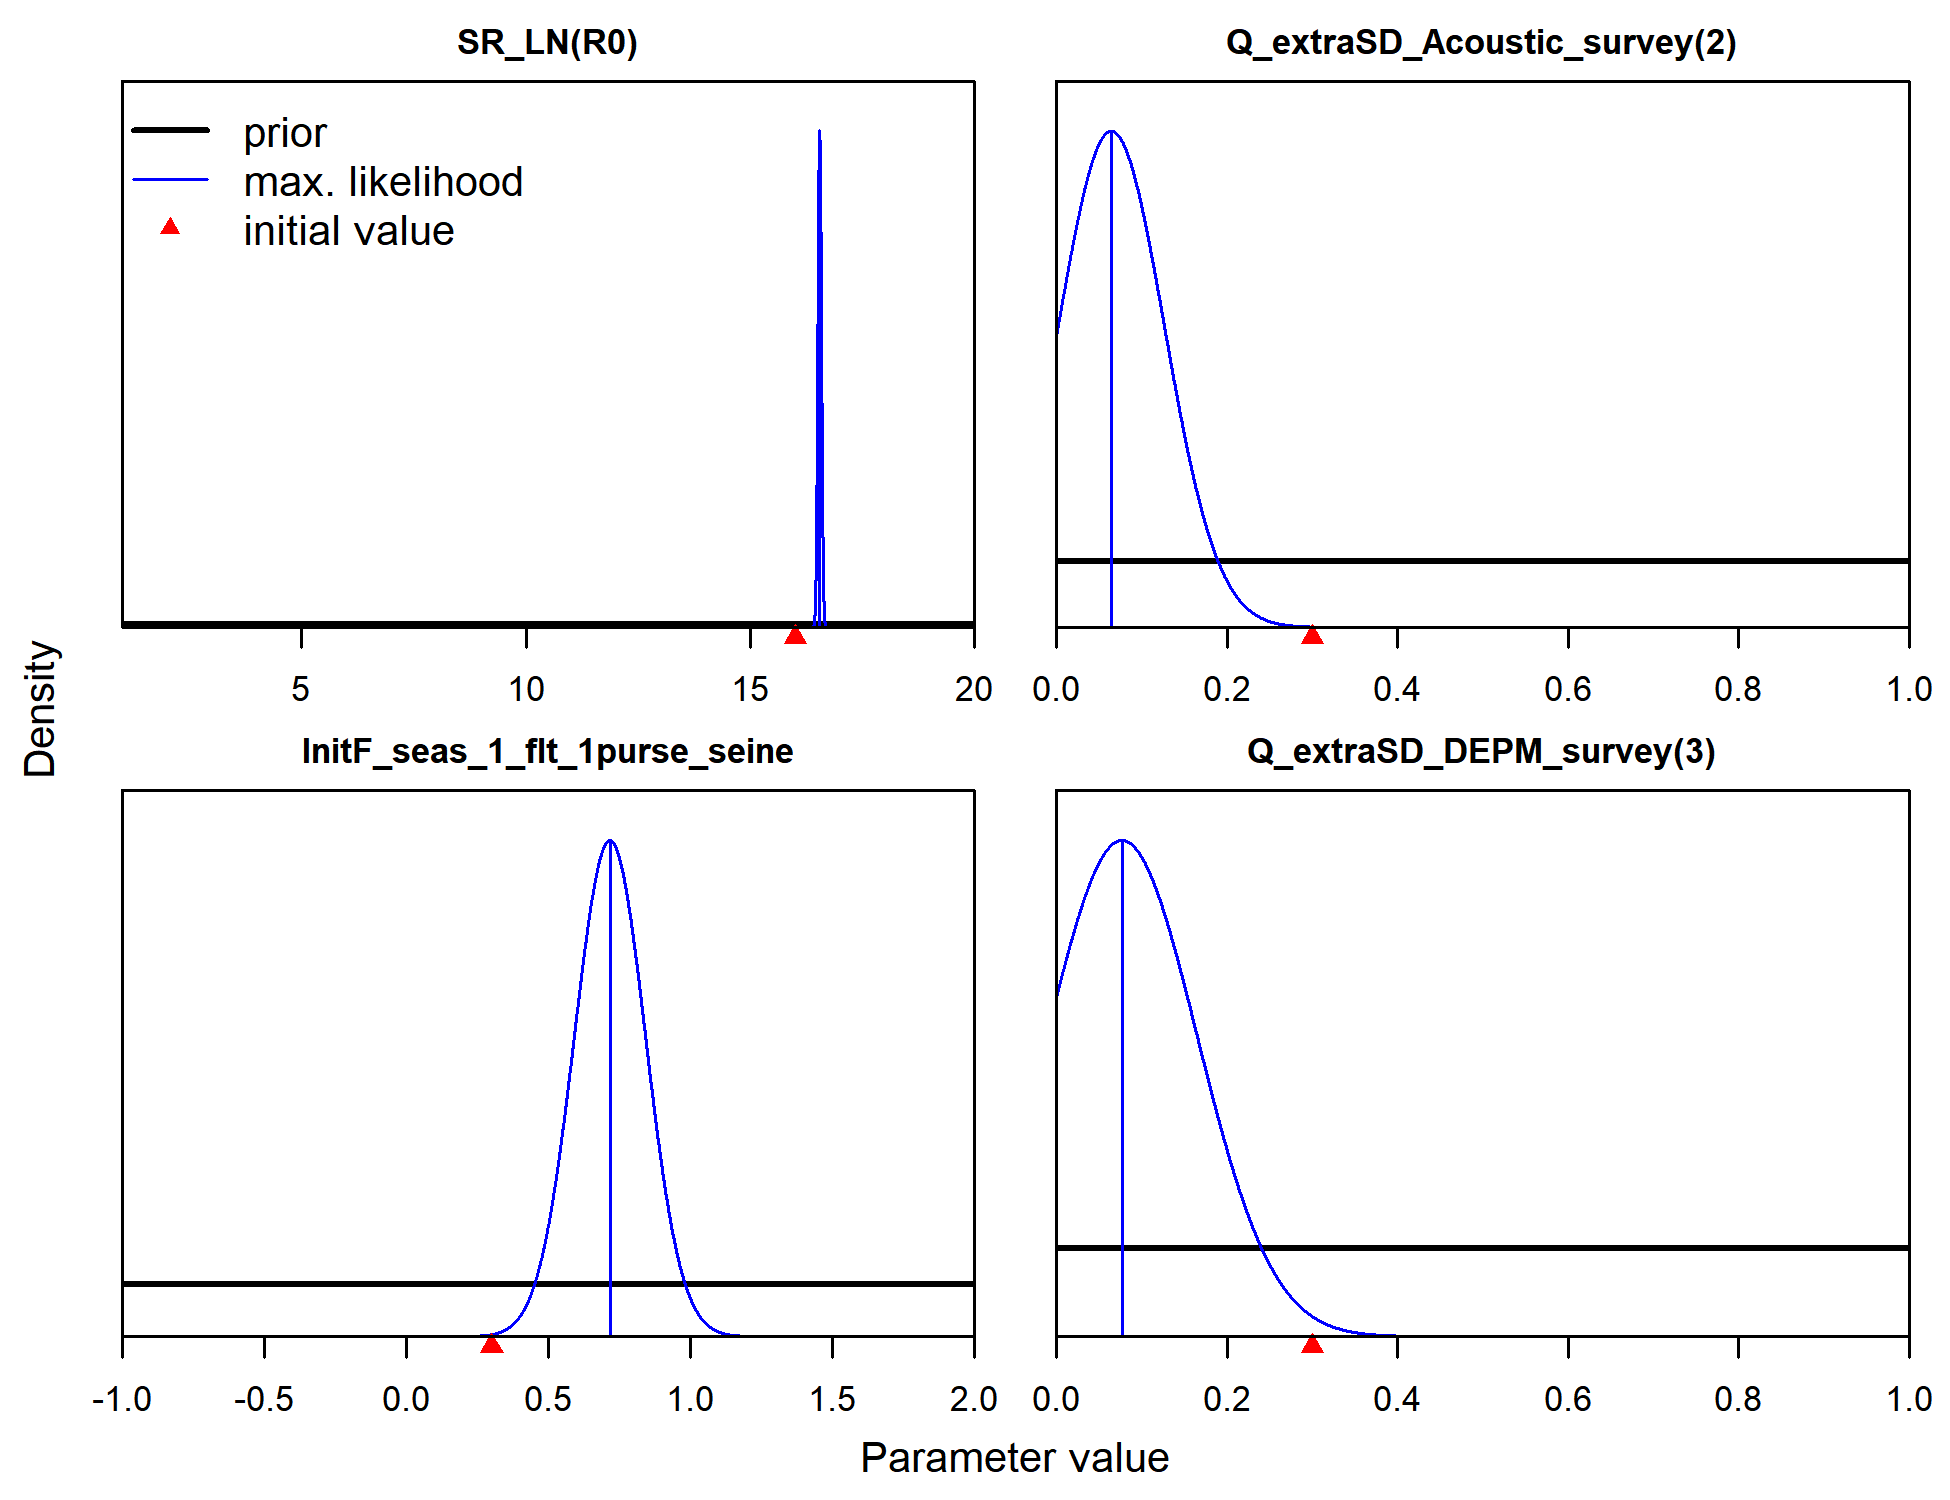 SR_LN(R0)
prior
max. likelihood
initial value
5 10 15 20
Q_extraSD_Acoustic_survey(2)
0.0 0.2 0.4 0.6 0.8 1.0
Density
InitF_seas_1_flt_1purse_seine
-1.0 -0.5 0.0 0.5 1.0 1.5 2.0
Q_extraSD_DEPM_survey(3)
0.0 0.2 0.4 0.6 0.8 1.0
Parameter value